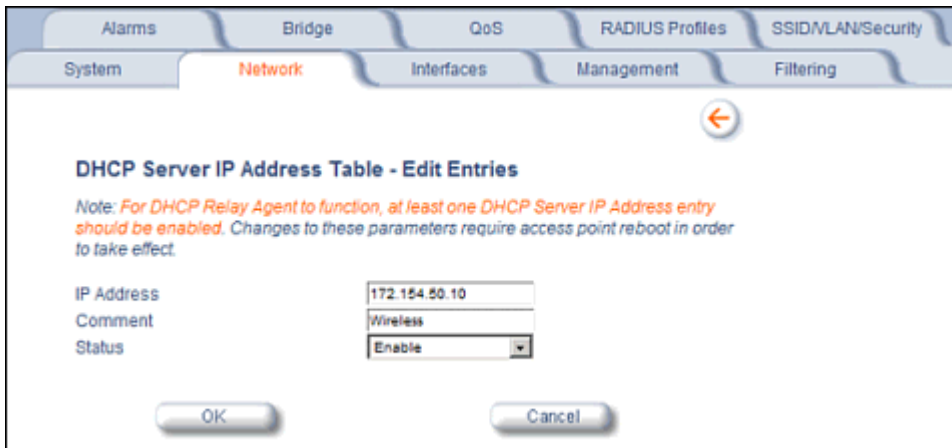 Alarms Bridge QoS RADIUS Profiles SSID/VLAN/Security
System Network Interfaces Management Filtering
DHCP Server IP Address Table - Edit Entries
Note: For DHCP Relay Agent to function, at least one DHCP Server IP Address entry
should be enabled. Changes to these parameters require access point reboot in order
to take effect.
IP Address 172.154.50.10
Comment Wireless
Status Enable
OK Cancel